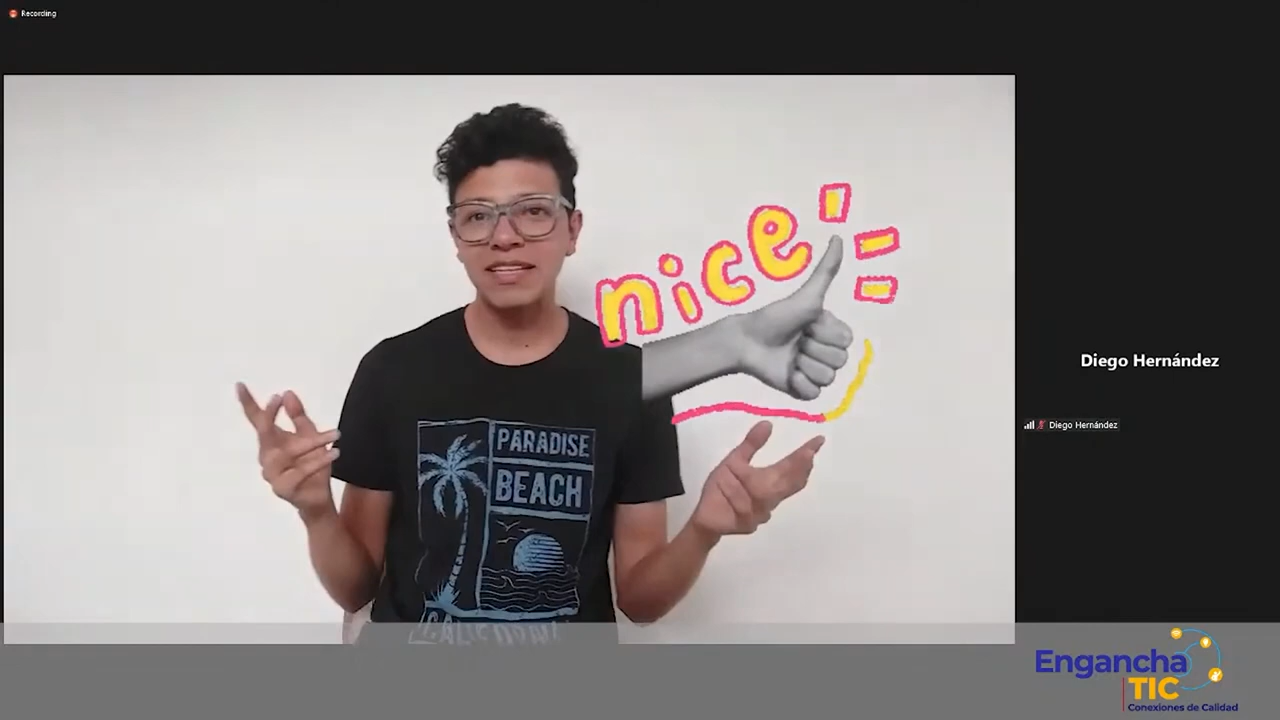 Recording
nice
PARADISE
BEACH
Diego Hernández
Diego Hernández
Engancha
TIC
Conexiones de Calidad